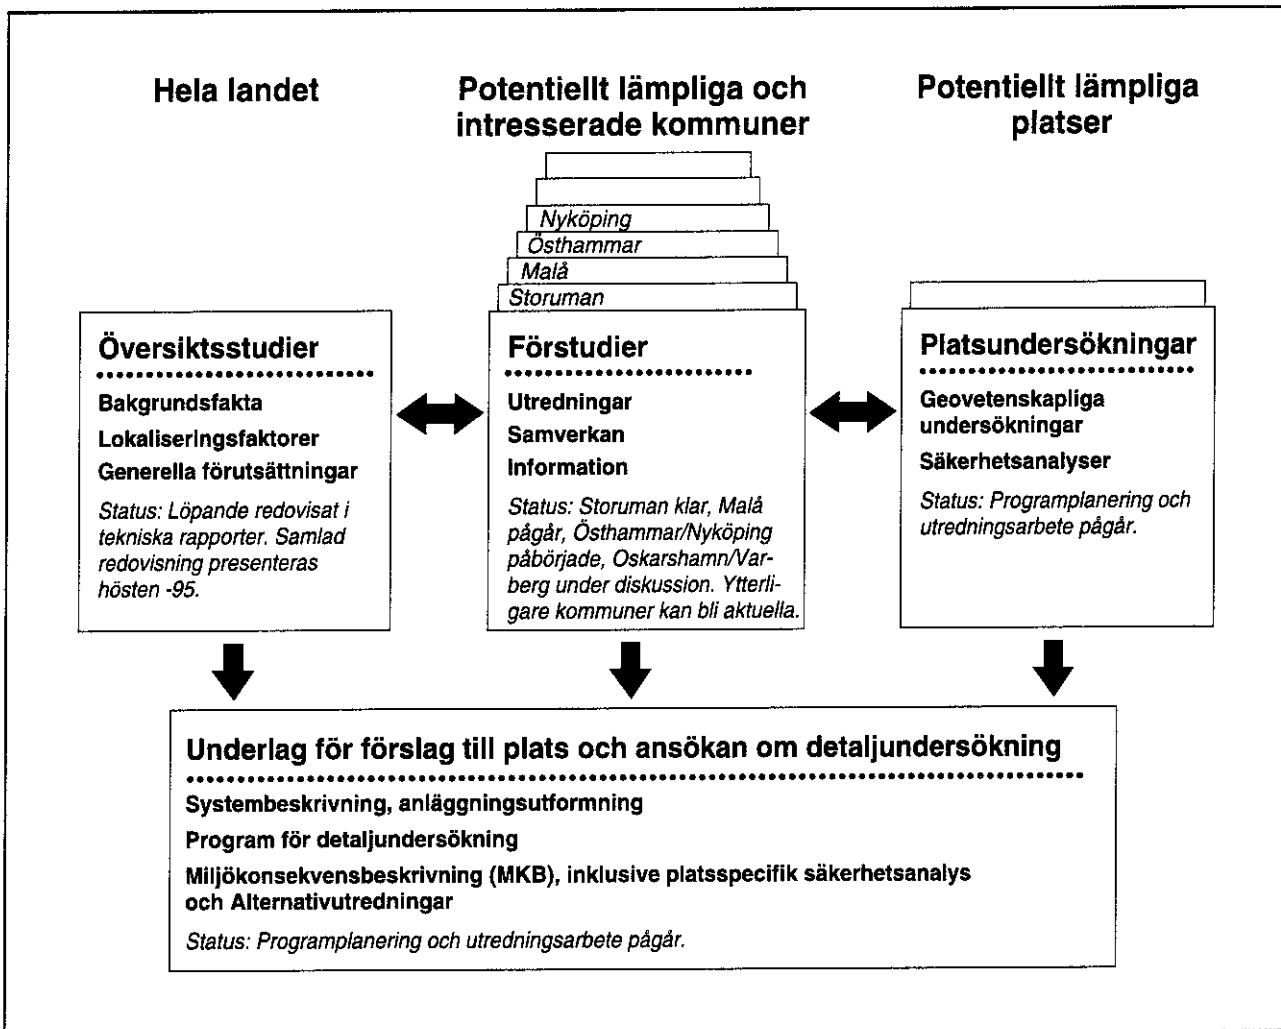 Hela landet
Potentiellt lämpliga och
intresserade kommuner
Potentiellt lämpliga
platser
Nyköping
Östhammar
Malå
Storuman
Översiktsstudier
Bakgrundsfakta
Lokaliseringsfaktorer
Generella förutsättningar
Status: Löpande redovisat i
tekniska rapporter. Samlad
redovisning presenteras
hösten -95.
Förstudier
Utredningar
Samverkan
Information
Status: Storuman klar, Malå
pågår, Östhammar/Nyköping
påbörjade, Oskarshamn/Var-
berg under diskussion. Ytterli-
gare kommuner kan bli aktuella.
Platsundersökningar
Geovetenskapliga
undersökningar
Säkerhetsanalyser
Status: Programplanering och
utredningsarbete pågår.
Underlag för förslag till plats och ansökan om detaljundersökning
Systembeskrivning, anläggningsutformning
Program för detaljundersökning
Miljökonsekvensbeskrivning (MKB), inklusive platsspecifik säkerhetsanalys
och Alternativutredningar
Status: Programplanering och utredningsarbete pågår.